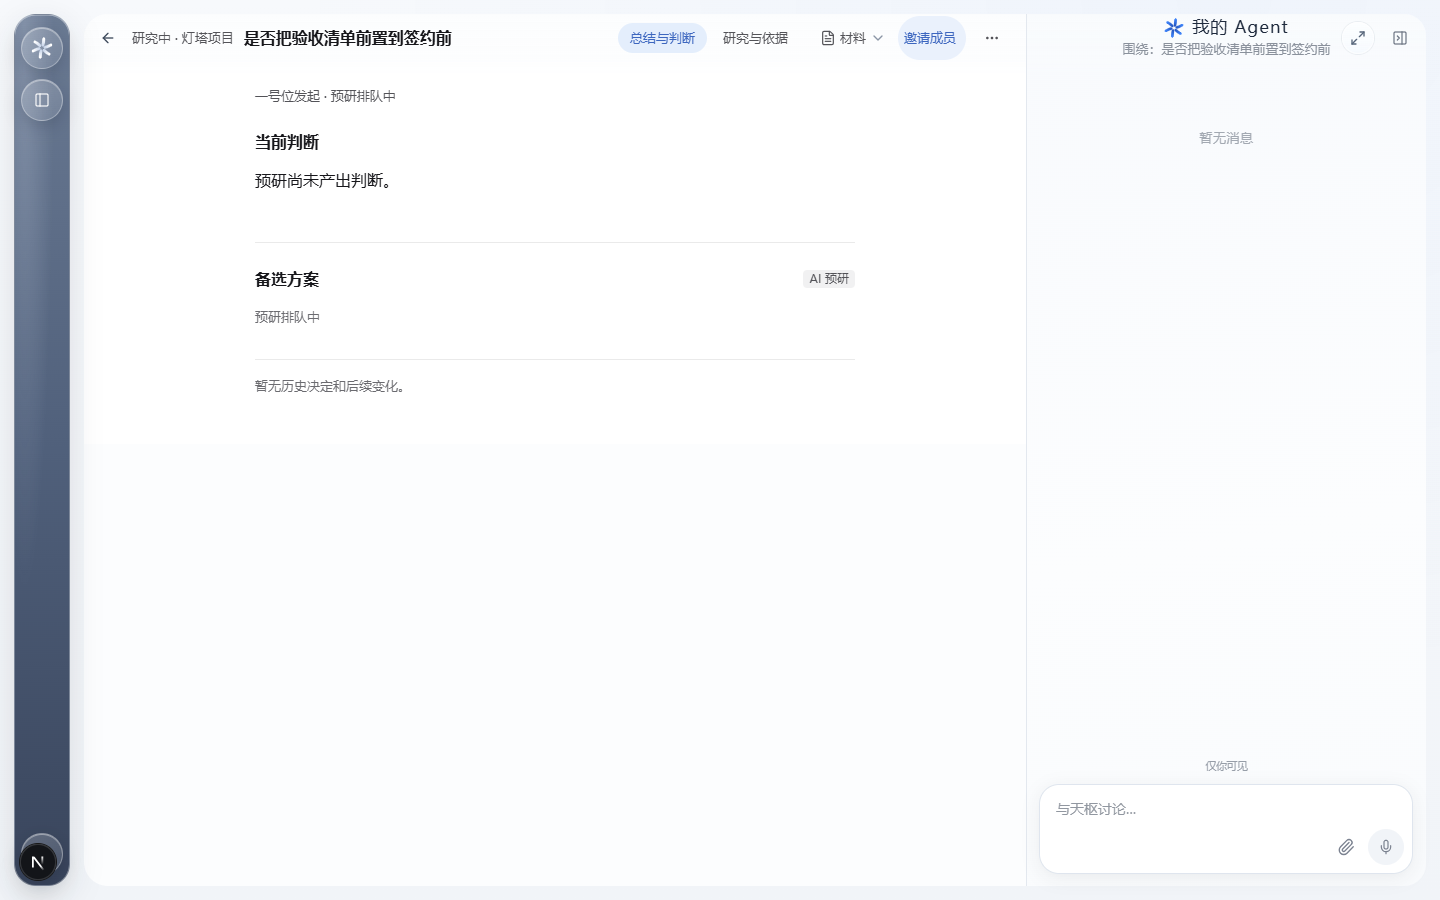 研究中 · 灯塔项目 是否把验收清单前置到签约前 总结与判断 研究与依据 材料 邀请成员
一号位发起 · 预研排队中
当前判断
预研尚未产出判断。
备选方案 AI 预研
预研排队中
暂无历史决定和后续变化。
我的 Agent
围绕：是否把验收清单前置到签约前
暂无消息
仅你可见
与天枢讨论...
N